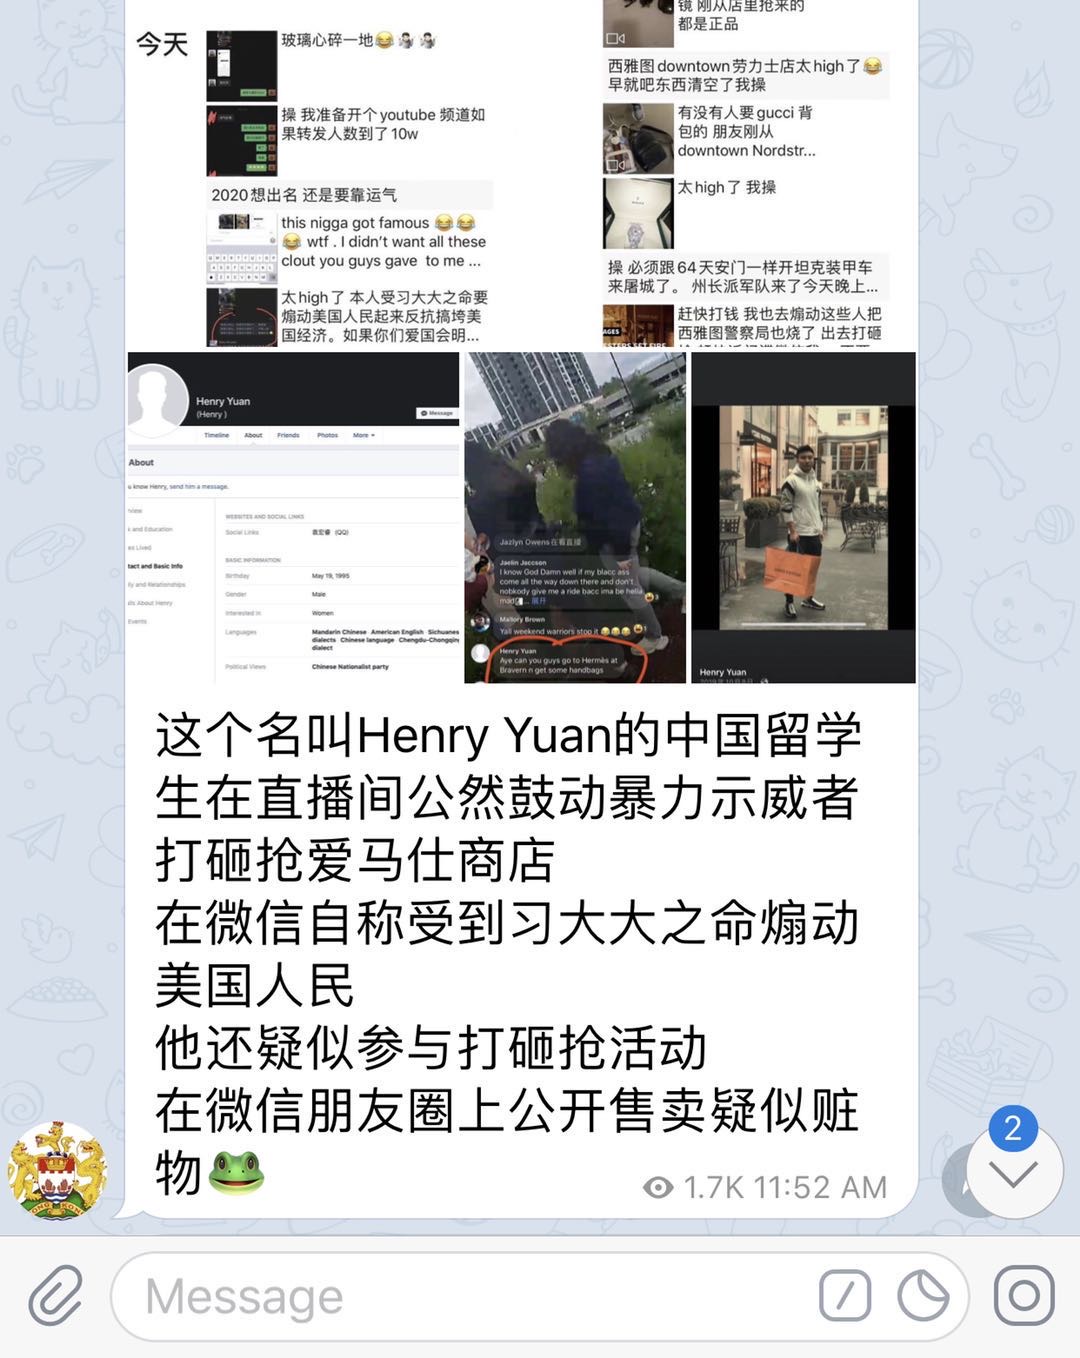 今天
玻璃心碎一地😂🤷🏻‍♂️🤷🏻‍♂️
操 我准备开个youtube 频道如
果转发人数到了10w
2020想出名 还是要靠运气
this nigga got famous 😂😂
😂 wtf . I didn't want all these
clout you guys gave to me ...
太high了 本人受习大大之命要
煽动美国人民起来反抗搞垮美
国经济。如果你们爱国会明...
镜 刚从店里抢来的
都是正品
西雅图downtown劳力士店太high了😂
早就吧东西清空了我操
有没有人要gucci 背
包的 朋友刚从
downtown Nordstr...
太high了 我操
操 必须跟64天安门一样开坦克装甲车
来屠城了。 州长派军队来了今天晚上...
赶快打钱 我也去煽动这些人把
西雅图警察局也烧了 出去打砸
Henry Yuan
(Henry )
Message
Timeline About Friends Photos More
About
u know Henry, send him a message.
rview
k and Education
es Lived
tact and Basic Info
ily and Relationships
ils About Henry
Events
WEBSITES AND SOCIAL LINKS
Social Links 袁宏睿 (QQ)
BASIC INFORMATION
Birthday May 19, 1995
Gender Male
Interested In Women
Languages Mandarin Chinese · American English · Sichuanes
dialects · Chinese language · Chengdu-Chongqing
dialect
Political Views Chinese Nationalist party
Jazlyn Owens在看直播
Jaelin Jaccson
I know God Damn well if my blacc ass
come all the way down there and don't
nobkody give me a ride bacc ima be hella
mad... 展开
Mallory Brown
Yall weekend warriors stop it 😂😂😂
Henry Yuan
Aye can you guys go to Hermès at
Bravern n get some handbags
Henry Yuan
这个名叫Henry Yuan的中国留学
生在直播间公然鼓动暴力示威者
打砸抢爱马仕商店
在微信自称受到习大大之命煽动
美国人民
他还疑似参与打砸抢活动
在微信朋友圈上公开售卖疑似赃
物🐸
1.7K 11:52 AM
2
Message